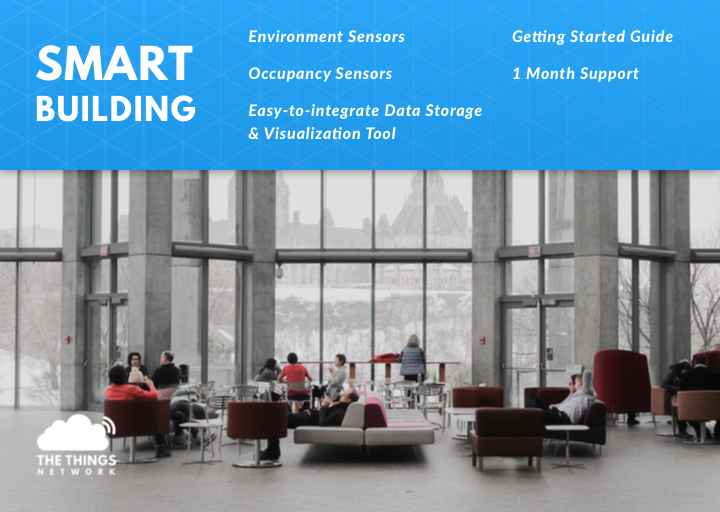 SMART
BUILDING
Environment Sensors
Occupancy Sensors
Easy-to-integrate Data Storage
& Visualization Tool
Getting Started Guide
1 Month Support
THE THINGS
NETWORK